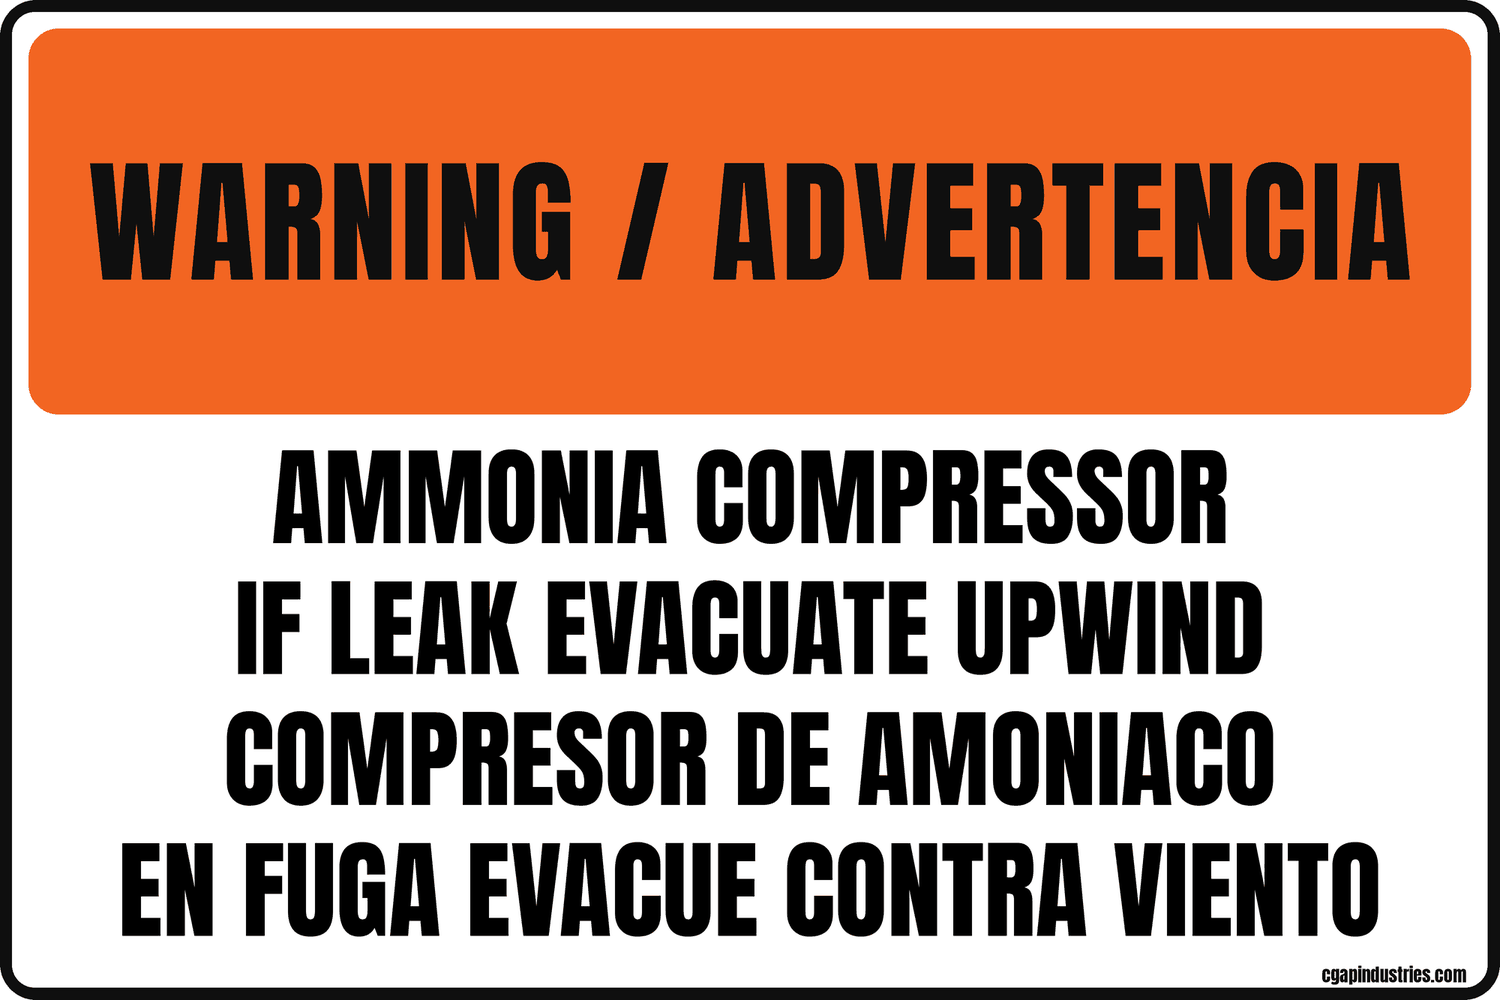 WARNING / ADVERTENCIA
AMMONIA COMPRESSOR
IF LEAK EVACUATE UPWIND
COMPRESOR DE AMONIACO
EN FUGA EVACUE CONTRA VIENTO
cgapindustries.com